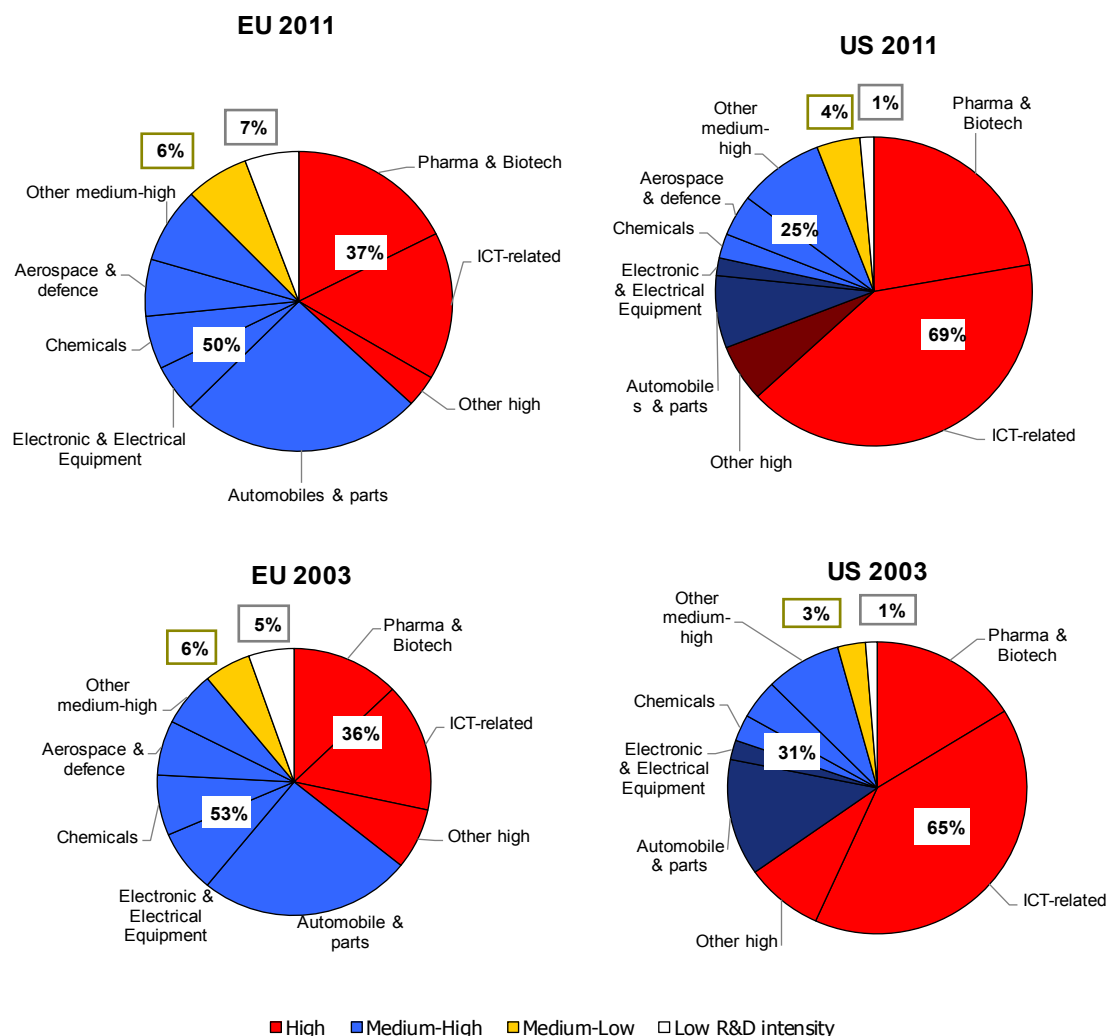 EU 2011
7%
6%
Pharma & Biotech
Other medium-high
37%
ICT-related
Aerospace &
defence
Chemicals
50%
Other high
Electronic & Electrical
Equipment
Automobiles & parts
US 2011
1%
4%
Pharma &
Biotech
Other
medium-
high
Aerospace
& defence
25%
Chemicals
Electronic
& Electrical
Equipment
69%
Automobile
s & parts
ICT-related
Other high
EU 2003
5%
6%
Pharma &
Biotech
Other
medium-high
36%
ICT-related
Aerospace &
defence
53%
Chemicals
Other high
Electronic &
Electrical
Equipment
Automobile &
parts
US 2003
Other
medium-
high
3%
1%
Pharma &
Biotech
Chemicals
Electronic
& Electrical
Equipment
31%
65%
Automobile
& parts
ICT-related
Other high
High
Medium-High
Medium-Low
Low R&D intensity